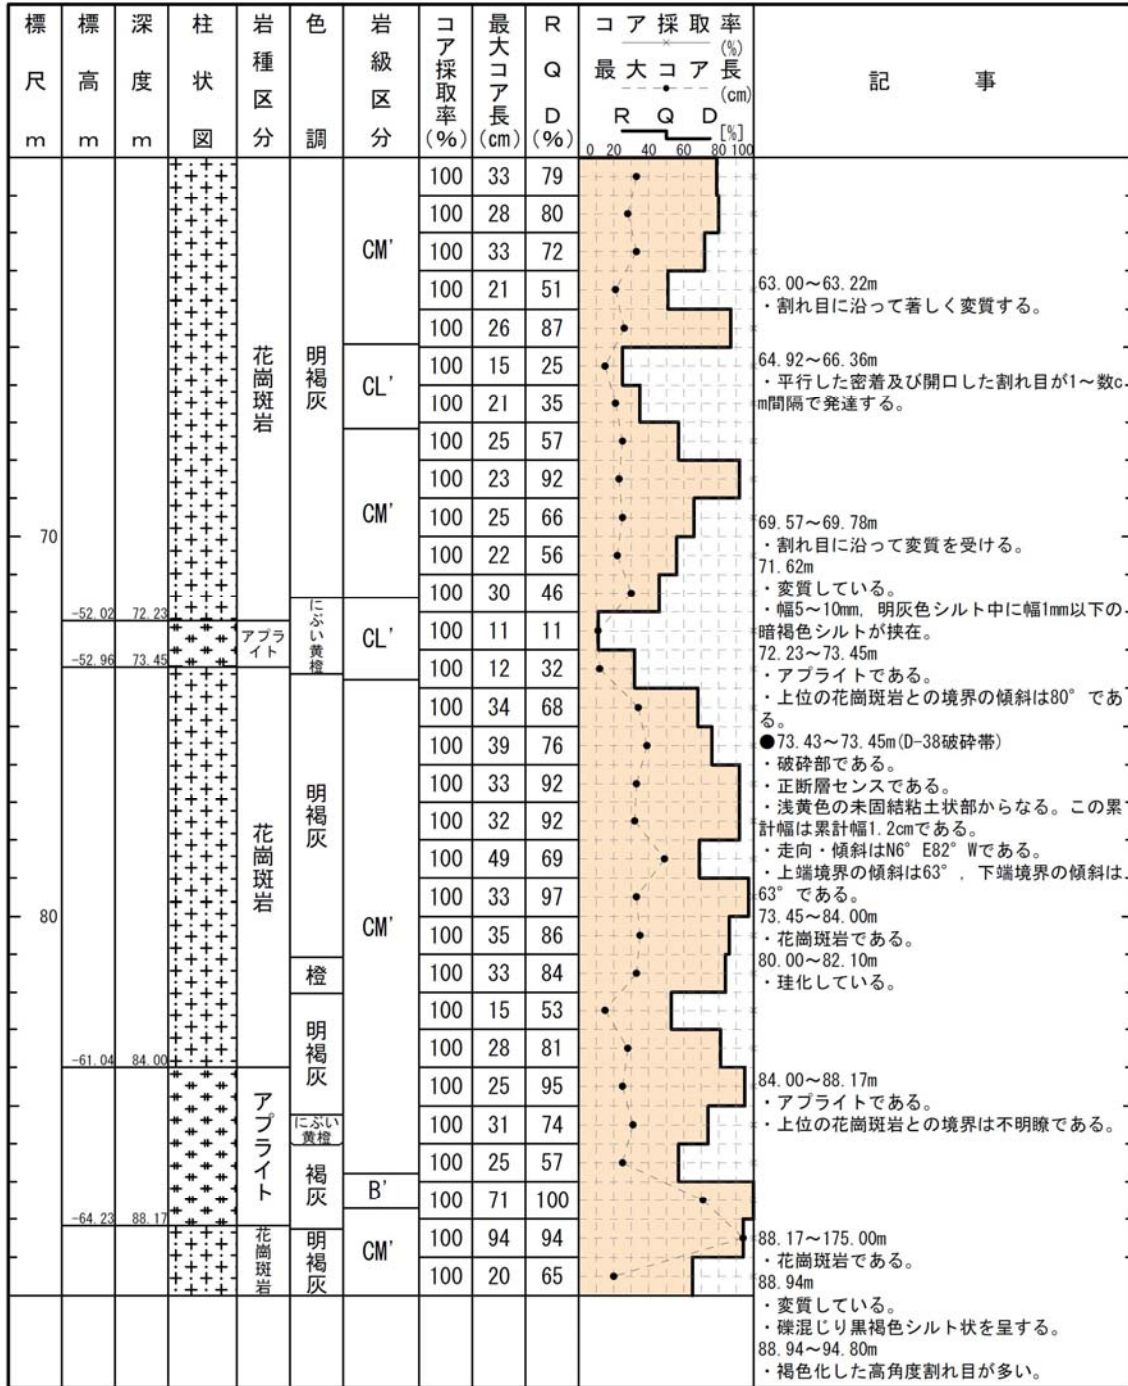 標尺m
標高m
深度m
柱状図
岩種区分
色調
岩級区分
コア採取率(%)
最大コア長(cm)
RQD(%)
コア採取率
(%)
最大コア長
(cm)
RQD
[%]
0 20 40 60 80 100
記事
100 33 79
100 28 80
CM'
100 33 72
100 21 51
63.00～63.22m
・割れ目に沿って著しく変質する。
100 26 87
花崗斑岩
明褐灰
100 15 25
64.92～66.36m
CL'
・平行した密着及び開口した割れ目が1～数c
100 21 35
m間隔で発達する。
100 25 57
100 23 92
CM'
100 25 66
69.57～69.78m
70
・割れ目に沿って変質を受ける。
100 22 56
71.62m
100 30 46
・変質している。
・幅5～10mm, 明灰色シルト中に幅1mm以下の
-52.02 72.23
にぶい黄橙
暗褐色シルトが挟在。
アプライト
CL'
100 11 11
72.23～73.45m
-52.96 73.45
100 12 32
・アプライトである。
・上位の花崗斑岩との境界の傾斜は80°であ
100 34 68
る。
100 39 76
●73.43～73.45m(D-38破砕帯)
・破砕部である。
100 33 92
・正断層センスである。
明褐灰
・浅黄色の未固結粘土状部からなる。この累
100 32 92
計幅は累計幅1.2cmである。
花崗斑岩
100 49 69
・走向・傾斜はN6°E82°Wである。
・上端境界の傾斜は63°, 下端境界の傾斜は
100 33 97
63°である。
80
CM'
73.45～84.00m
100 35 86
・花崗斑岩である。
橙
100 33 84
80.00～82.10m
・珪化している。
100 15 53
明褐灰
100 28 81
-61.04 84.00
100 25 95
84.00～88.17m
・アプライトである。
アプライト
にぶい黄橙
100 31 74
・上位の花崗斑岩との境界は不明瞭である。
100 25 57
褐灰
B'
100 71 100
-64.23 88.17
100 94 94
88.17～175.00m
花崗斑岩
明褐灰
CM'
・花崗斑岩である。
100 20 65
88.94m
・変質している。
・礫混じり黒褐色シルト状を呈する。
88.94～94.80m
・褐色化した高角度割れ目が多い。